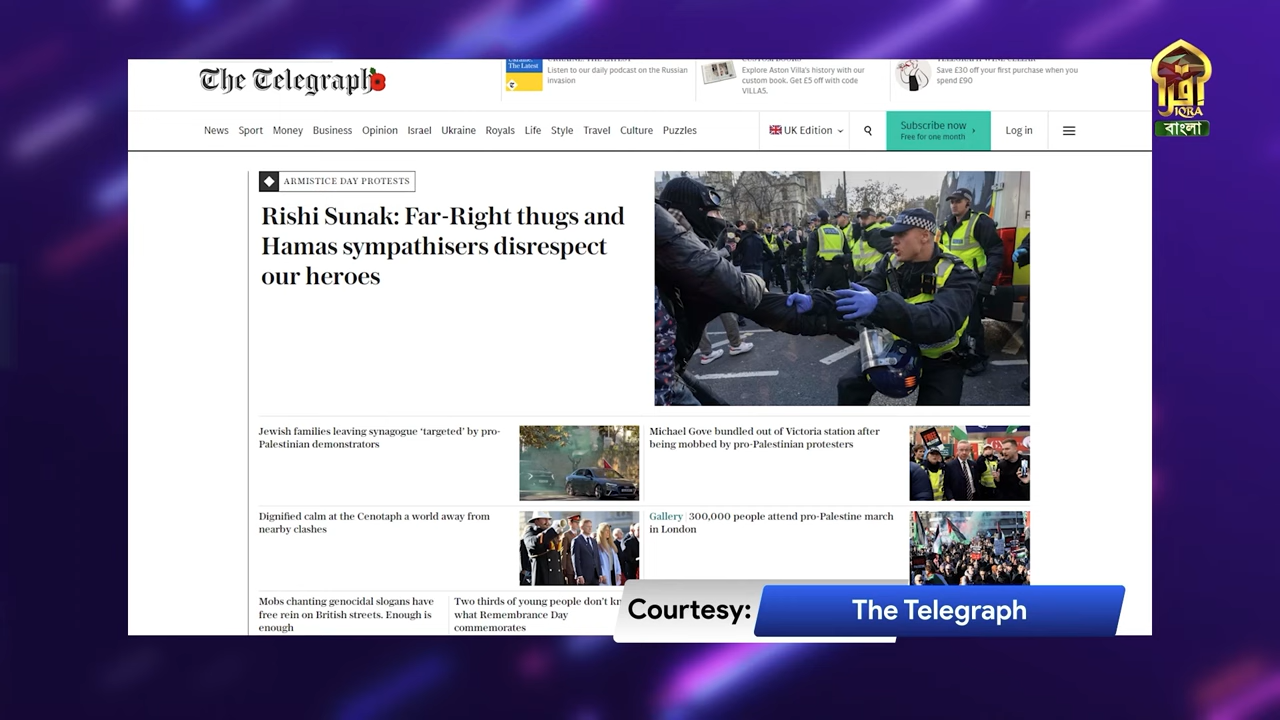 The Telegraph
The Latest
Listen to our daily podcast on the Russian
invasion
Explore Aston Villa's history with our
custom book. Get £5 off with code
VILLA5.
Save £30 off your first purchase when you
spend £90
IQRA
বাংলা
News Sport Money Business Opinion Israel Ukraine Royals Life Style Travel Culture Puzzles
UK Edition
Subscribe now
Free for one month
Log in
ARMISTICE DAY PROTESTS
Rishi Sunak: Far-Right thugs and
Hamas sympathisers disrespect
our heroes
Jewish families leaving synagogue ‘targeted’ by pro-
Palestinian demonstrators
Michael Gove bundled out of Victoria station after
being mobbed by pro-Palestinian protesters
Dignified calm at the Cenotaph a world away from
nearby clashes
Gallery 300,000 people attend pro-Palestine march
in London
Mobs chanting genocidal slogans have
free rein on British streets. Enough is
enough
Two thirds of young people don't
what Remembrance Day
commemorates
Courtesy: The Telegraph